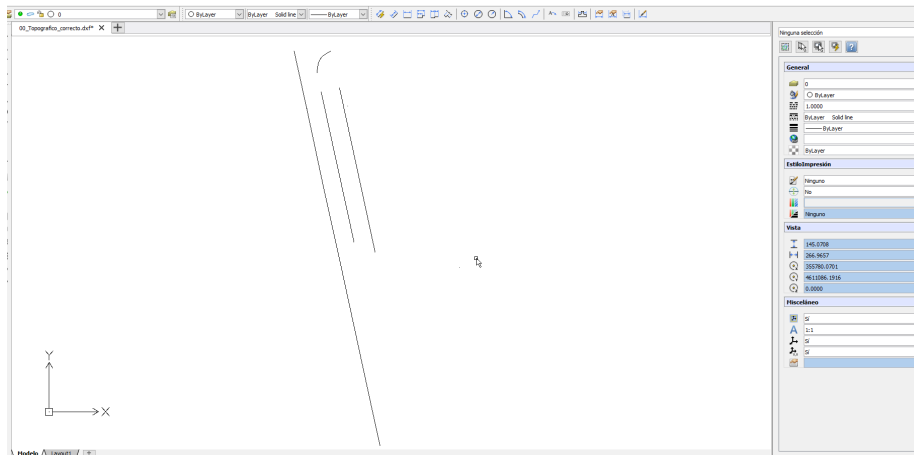 0
ByLayer
ByLayer Solid line
ByLayer
00_Topografico_correcto.dxf*
Ninguna selección
General
0
ByLayer
1.0000
ByLayer Solid line
ByLayer
ByLayer
EstiloImpresión
Ninguno
No
Ninguno
Vista
145.0708
266.9657
355780.0701
4611086.1916
0.0000
Misceláneo
Sí
1:1
Sí
Sí
Y
X
Modelo
Layout1